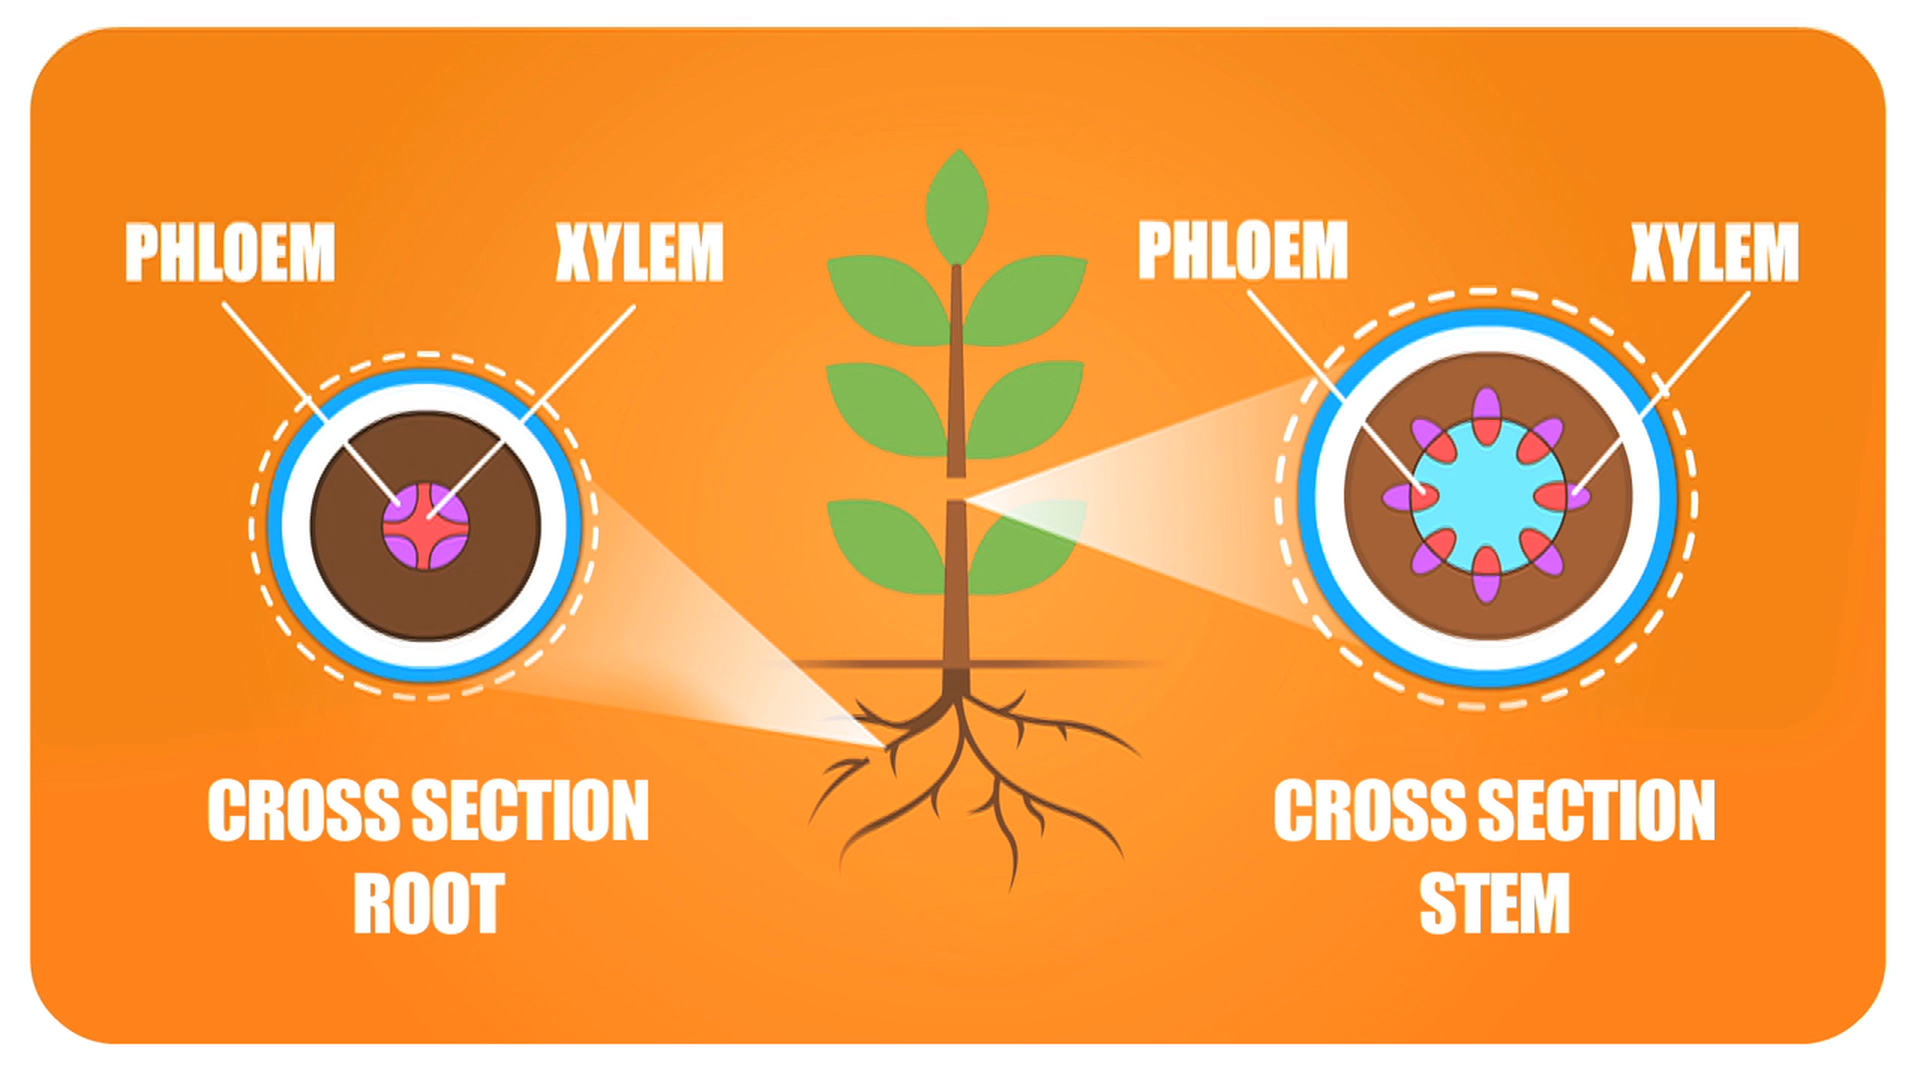 PHLOEM
XYLEM
PHLOEM
XYLEM
CROSS SECTION
ROOT
CROSS SECTION
STEM